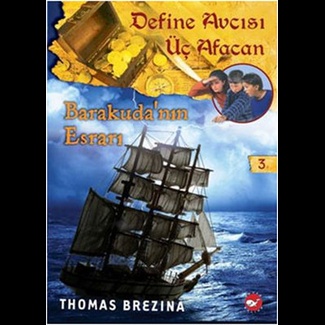 Define Avcısı
Üç Afacan
Barakuda'nın
Esrarı
3.
THOMAS BREZINA